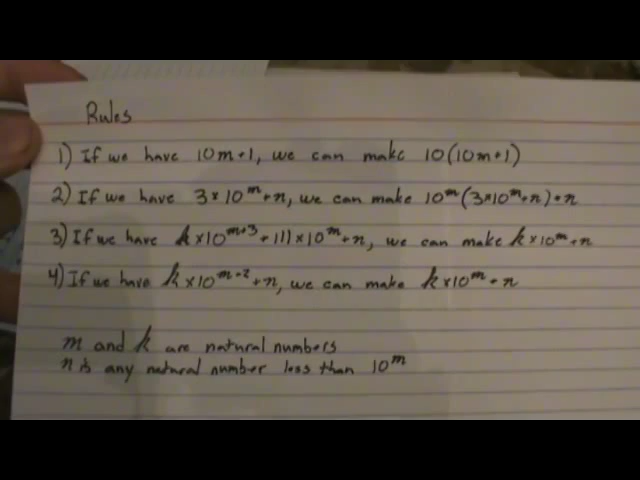 Rules
1) If we have 10m+1, we can make 10(10m+1)
2) If we have 3×10^m+n, we can make 10^m(3×10^m+n)+n
3) If we have k×10^(m+3)+111×10^m+n, we can make k×10^m+n
4) If we have k×10^(m+2)+n, we can make k×10^m+n
m and k are natural numbers
n is any natural number less than 10^m